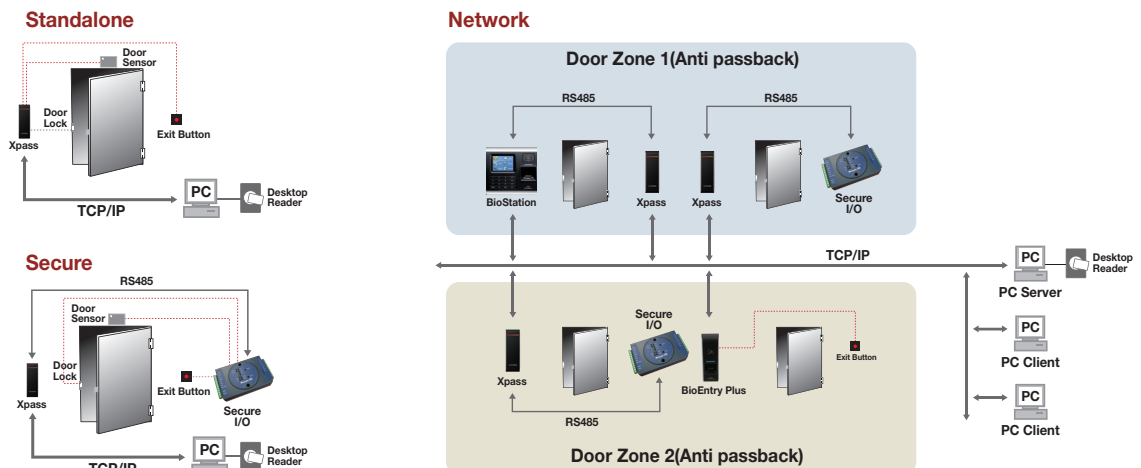 Standalone
Door
Sensor
Door
Lock
Xpass
Exit Button
PC
Desktop
Reader
TCP/IP
Secure
RS485
Door
Sensor
Door
Lock
Xpass
Exit Button
Secure
I/O
PC
Desktop
Reader
TCP/IP
Network
Door Zone 1(Anti passback)
RS485
RS485
BioStation
Xpass
Xpass
Secure
I/O
TCP/IP
PC
Desktop
Reader
PC Server
PC
PC Client
PC
PC Client
Secure
I/O
Xpass
BioEntry Plus
Exit Button
RS485
Door Zone 2(Anti passback)